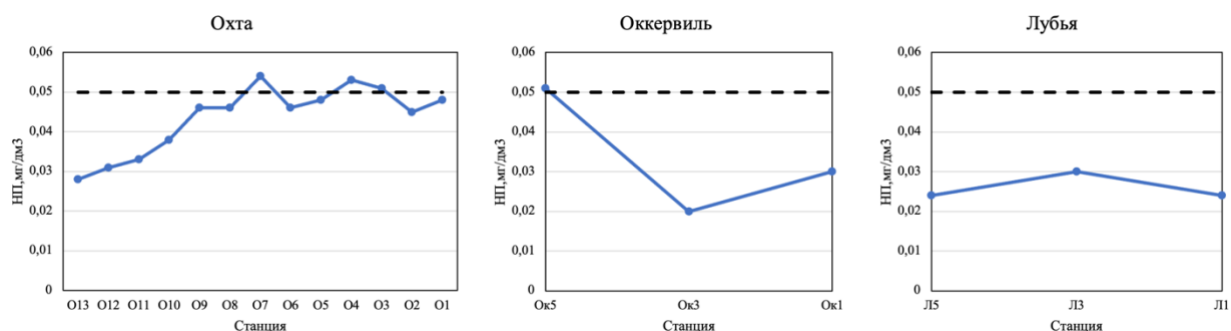 Охта
0,06
0,05
0,04
0,03
0,02
0,01
0
НП,мг/дм3
О13 О12 О11 О10 О9 О8 О7 О6 О5 О4 О3 О2 О1
Станция
Оккервиль
0,06
0,05
0,04
0,03
0,02
0,01
0
НП,мг/дм3
Ок5 Ок3 Ок1
Станция
Лубья
0,06
0,05
0,04
0,03
0,02
0,01
0
НП,мг/дм3
Л5 Л3 Л1
Станция